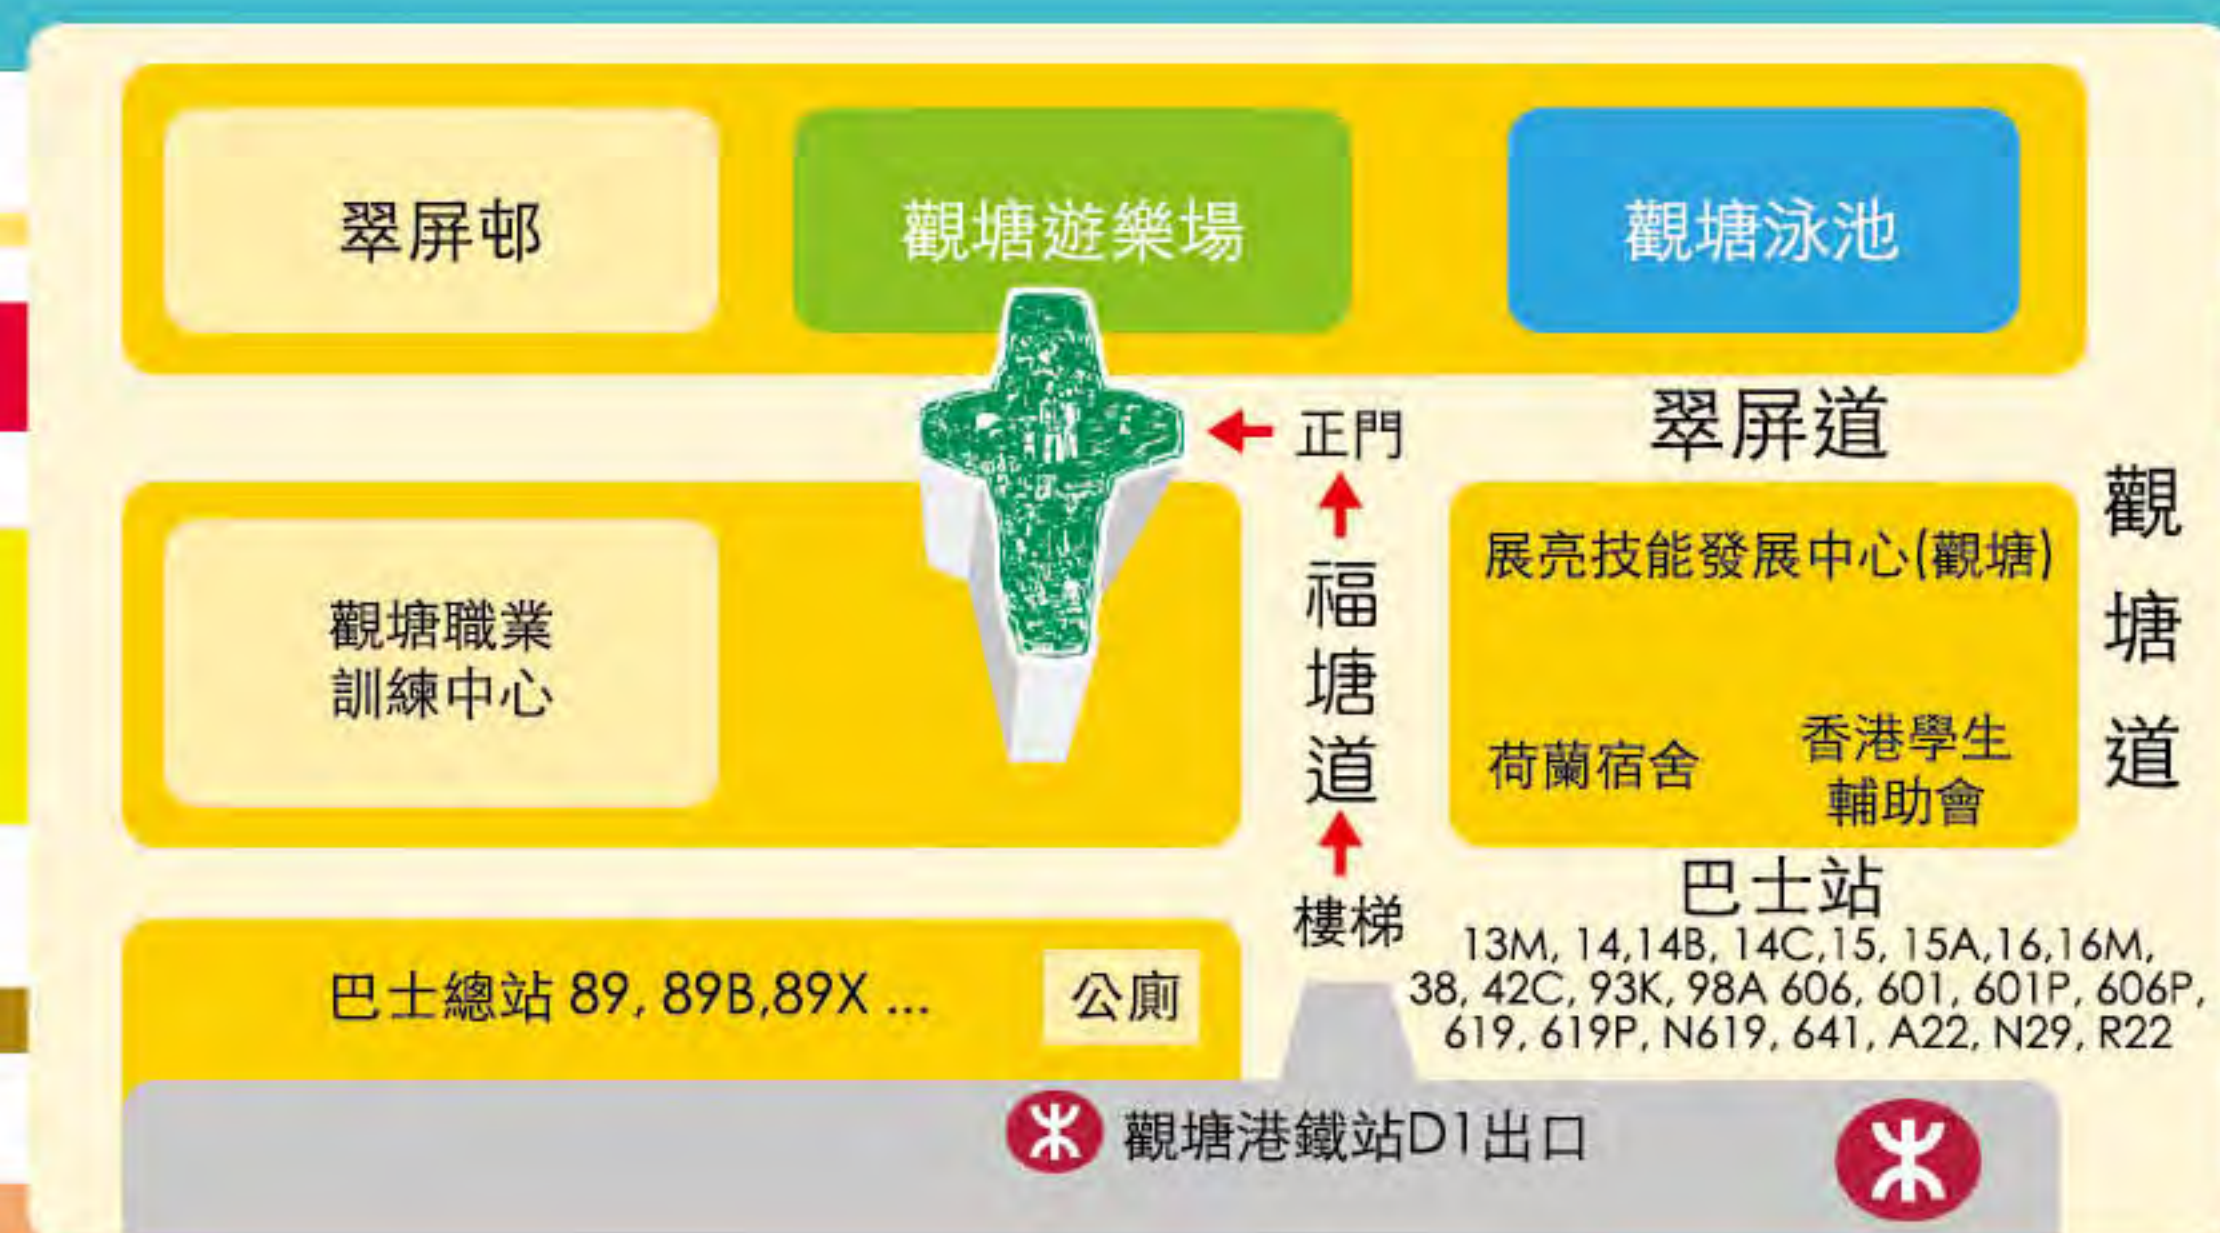 翠屏邨
觀塘遊樂場
觀塘泳池
正門
翠屏道
觀塘道
觀塘職業
訓練中心
福塘道
展亮技能發展中心(觀塘)
荷蘭宿舍
香港學生
輔助會
樓梯
巴士站
13M, 14,14B, 14C,15, 15A,16,16M,
38, 42C, 93K, 98A 606, 601, 601P, 606P,
619, 619P, N619, 641, A22, N29, R22
巴士總站 89, 89B,89X ...
公廁
觀塘港鐵站D1出口